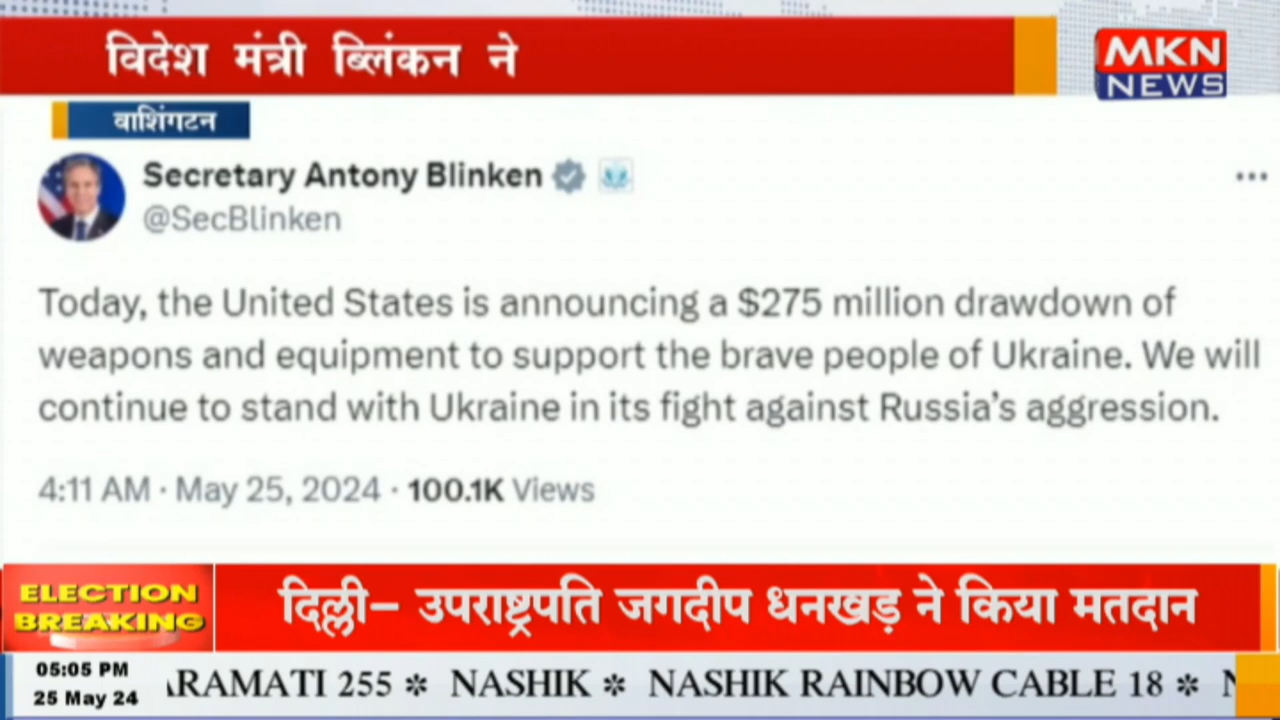 विदेश मंत्री ब्लिंकन ने
MKN
NEWS
वाशिंगटन
Secretary Antony Blinken
@SecBlinken
Today, the United States is announcing a $275 million drawdown of
weapons and equipment to support the brave people of Ukraine. We will
continue to stand with Ukraine in its fight against Russia’s aggression.
4:11 AM · May 25, 2024 · 100.1K Views
ELECTION
BREAKING
दिल्ली– उपराष्ट्रपति जगदीप धनखड़ ने किया मतदान
05:05 PM
25 May 24
ARAMATI 255 ✻ NASHIK ✻ NASHIK RAINBOW CABLE 18 ✻